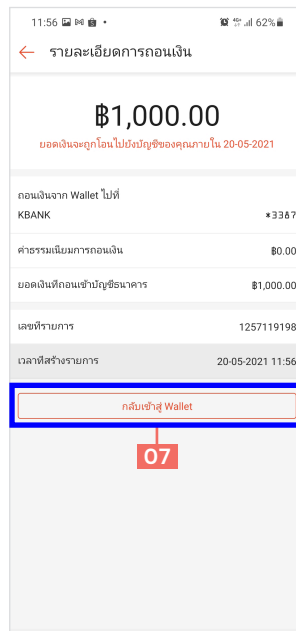 11:56 62%
รายละเอียดการถอนเงิน
฿1,000.00
ยอดเงินจะถูกโอนไปยังบัญชีของคุณภายใน 20-05-2021
ถอนเงินจาก Wallet ไปที่
KBANK *3367
ค่าธรรมเนียมการถอนเงิน ฿0.00
ยอดเงินที่ถอนเข้าบัญชีธนาคาร ฿1,000.00
เลขที่รายการ 1257119198
เวลาที่สร้างรายการ 20-05-2021 11:56
กลับเข้าสู่ Wallet
07